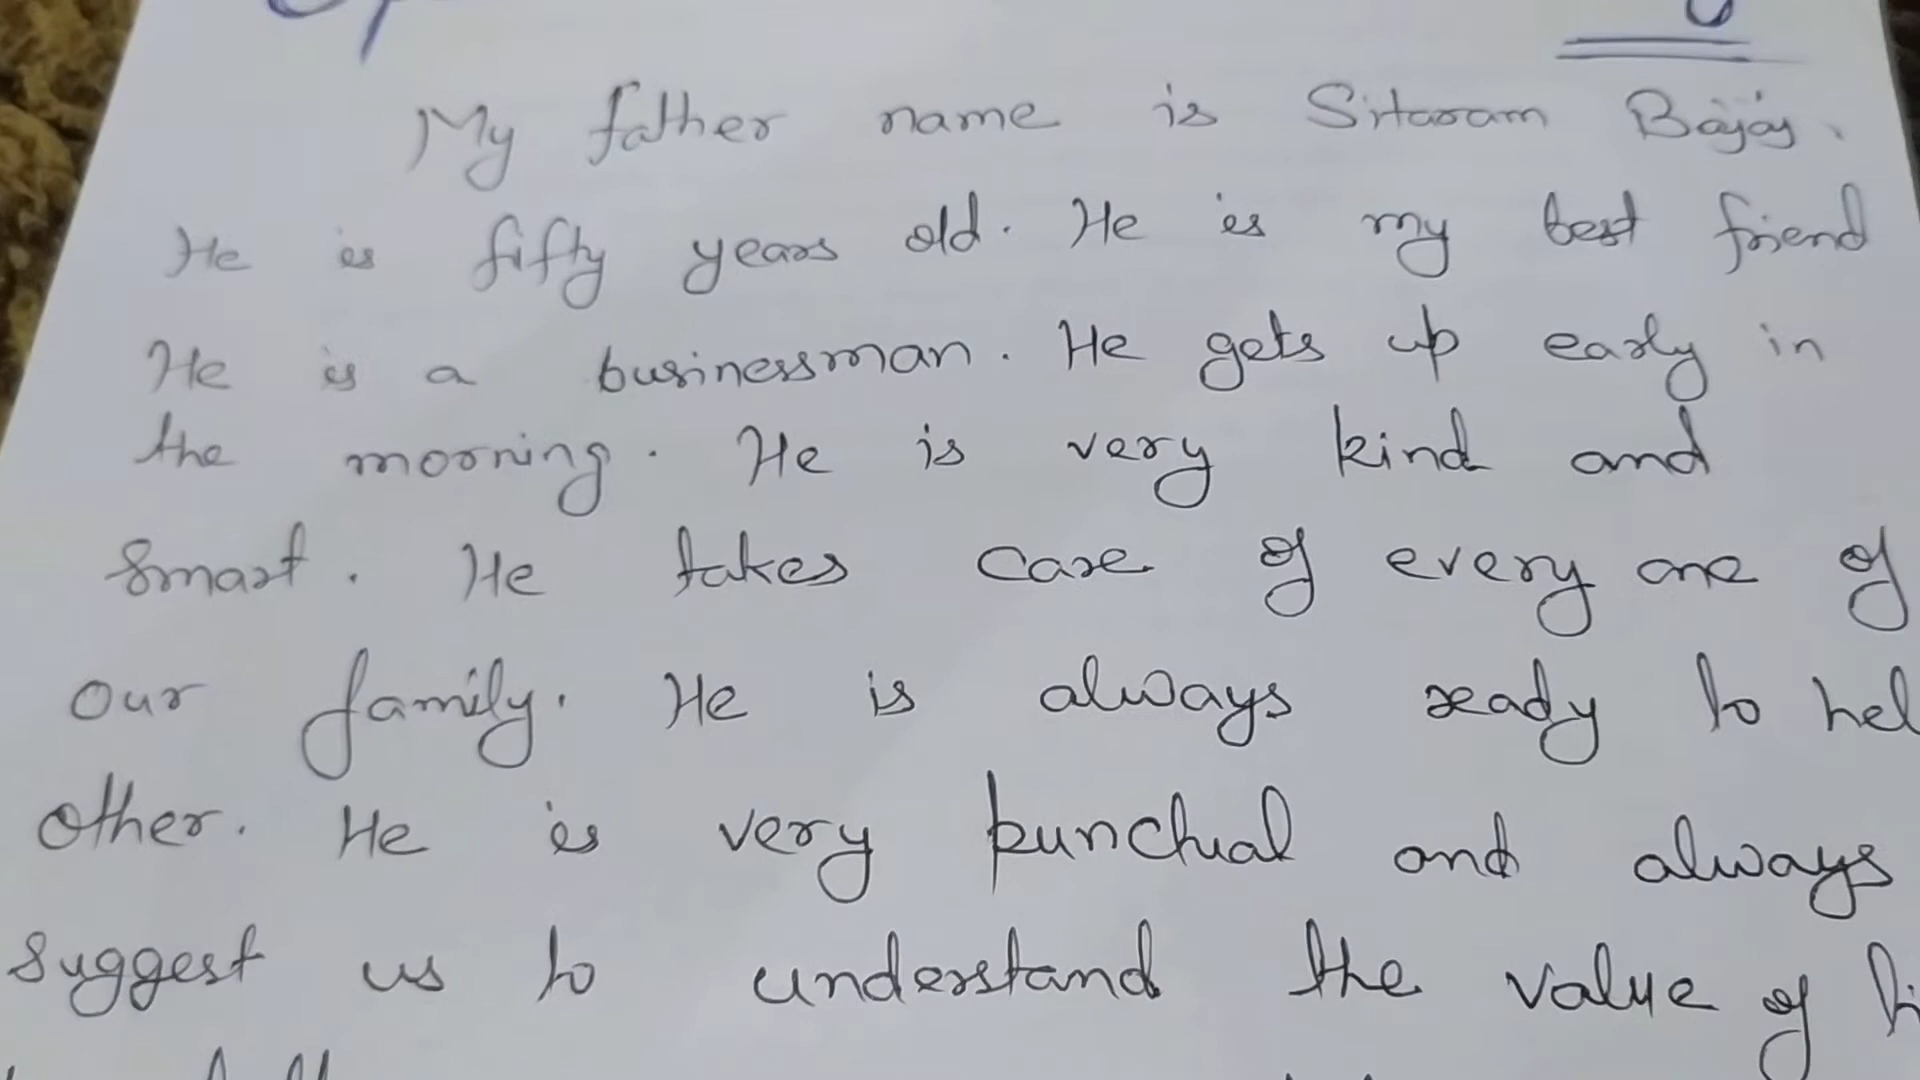 My father name is Sitaram Bajaj.
He is fifty years old. He is my best friend
He is a businessman. He gets up early in
the morning. He is very kind and
Smart. He takes care of every one of
our family. He is always ready to hel
other. He is very punctual and always
suggest us to understand the value of